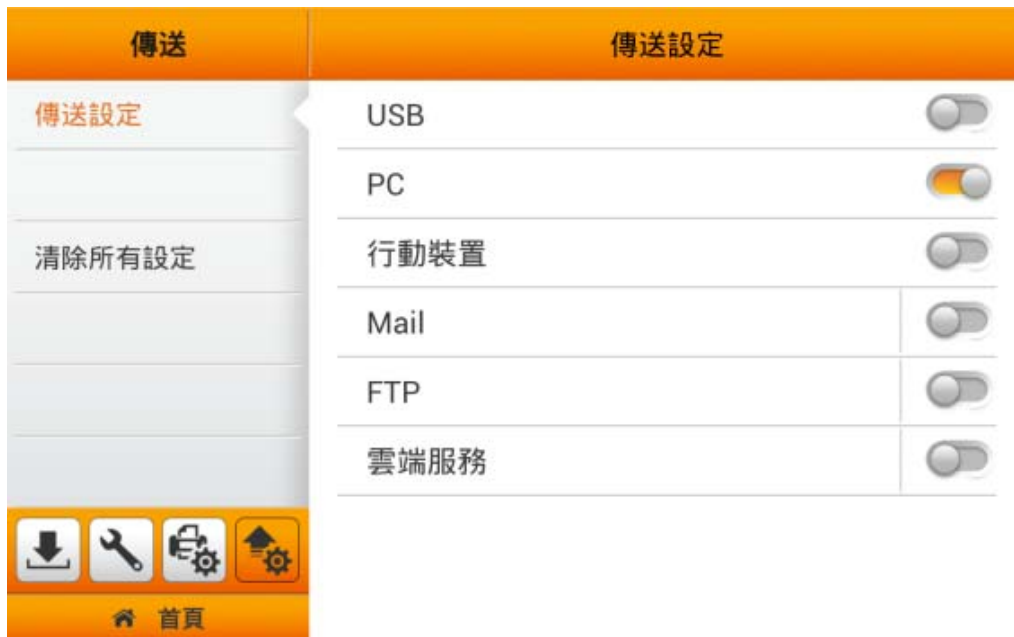 傳送
傳送設定
傳送設定
清除所有設定
USB
PC
行動裝置
Mail
FTP
雲端服務
首頁